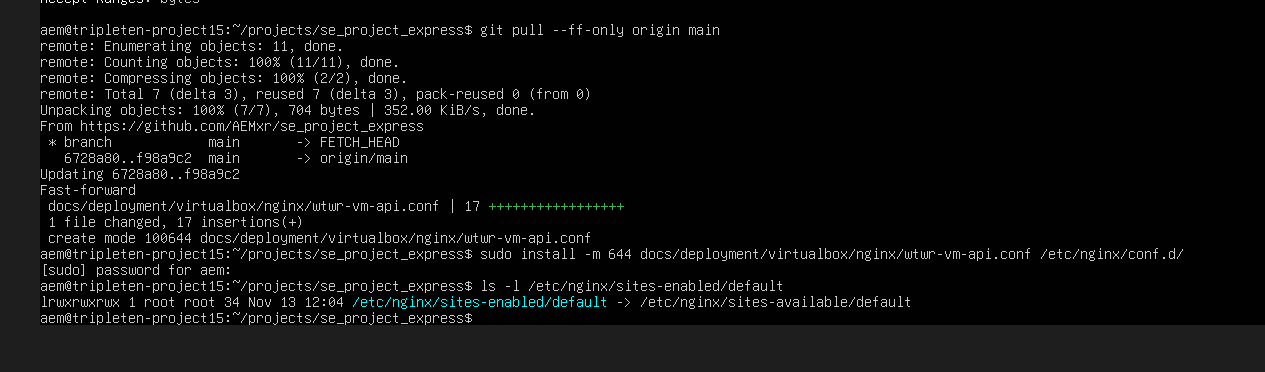 Accept-Ranges: bytes
aem@tripleten-project15:~/projects/se_project_express$ git pull --ff-only origin main
remote: Enumerating objects: 11, done.
remote: Counting objects: 100% (11/11), done.
remote: Compressing objects: 100% (2/2), done.
remote: Total 7 (delta 3), reused 7 (delta 3), pack-reused 0 (from 0)
Unpacking objects: 100% (7/7), 704 bytes | 352.00 KiB/s, done.
From https://github.com/AEMxr/se_project_express
 * branch            main       -> FETCH_HEAD
   6728a80..f98a9c2  main       -> origin/main
Updating 6728a80..f98a9c2
Fast-forward
 docs/deployment/virtualbox/nginx/wtwr-vm-api.conf | 17 +++++++++++++++++
 1 file changed, 17 insertions(+)
 create mode 100644 docs/deployment/virtualbox/nginx/wtwr-vm-api.conf
aem@tripleten-project15:~/projects/se_project_express$ sudo install -m 644 docs/deployment/virtualbox/nginx/wtwr-vm-api.conf /etc/nginx/conf.d/
[sudo] password for aem:
aem@tripleten-project15:~/projects/se_project_express$ ls -l /etc/nginx/sites-enabled/default
lrwxrwxrwx 1 root root 34 Nov 13 12:04 /etc/nginx/sites-enabled/default -> /etc/nginx/sites-available/default
aem@tripleten-project15:~/projects/se_project_express$